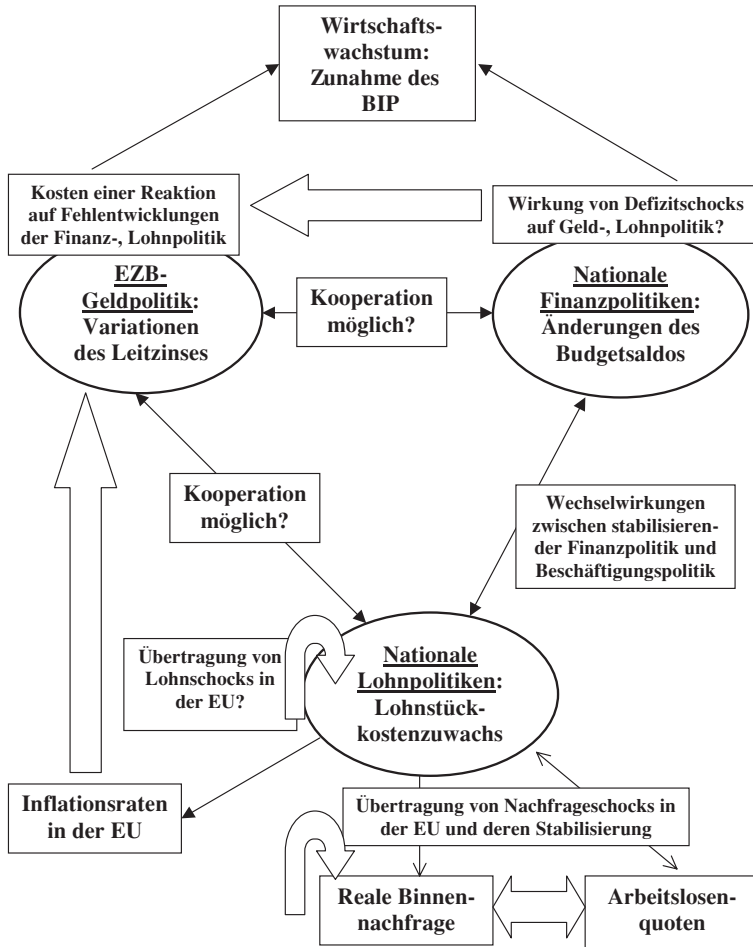 Wirtschafts-
wachstum:
Zunahme des
BIP
Kosten einer Reaktion
auf Fehlentwicklungen
der Finanz-, Lohnpolitik
Wirkung von Defizitschocks
auf Geld-, Lohnpolitik?
EZB-
Geldpolitik:
Variationen
des Leitzinses
Kooperation
möglich?
Nationale
Finanzpolitiken:
Änderungen des
Budgetsaldos
Kooperation
möglich?
Wechselwirkungen
zwischen stabilisieren-
der Finanzpolitik und
Beschäftigungspolitik
Übertragung von
Lohnschocks in
der EU?
Nationale
Lohnpolitiken:
Lohnstück-
kostenzuwachs
Inflationsraten
in der EU
Übertragung von Nachfrageschocks in
der EU und deren Stabilisierung
Reale Binnen-
nachfrage
Arbeitslosen-
quoten